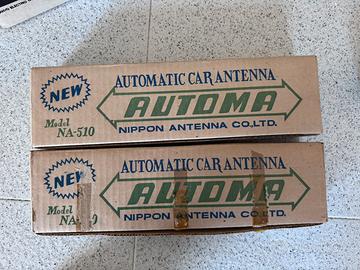 NEW
AUTOMATIC CAR ANTENNA
AUTOMA
Model
NA-510
NIPPON ANTENNA CO.,LTD.
NEW
AUTOMATIC CAR ANTENNA
AUTOMA
Model
NIPPON ANTENNA CO.,LTD.